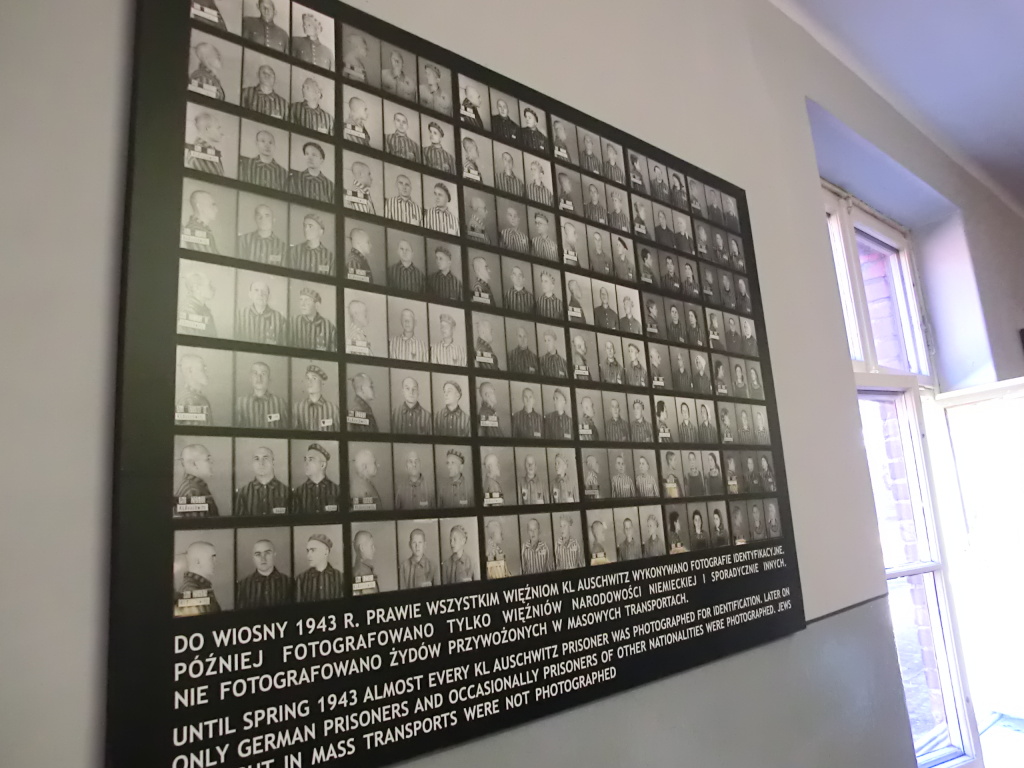 DO WIOSNY 1943 R. PRAWIE WSZYSTKIM WIĘŹNIOM KL AUSCHWITZ WYKONYWANO FOTOGRAFIE IDENTYFIKACYJNE.
PÓŹNIEJ FOTOGRAFOWANO TYLKO WIĘŹNIÓW NARODOWOŚCI NIEMIECKIEJ I SPORADYCZNIE INNYCH.
NIE FOTOGRAFOWANO ŻYDÓW PRZYWOŻONYCH W MASOWYCH TRANSPORTACH.
UNTIL SPRING 1943 ALMOST EVERY KL AUSCHWITZ PRISONER WAS PHOTOGRAPHED FOR IDENTIFICATION. LATER ON
ONLY GERMAN PRISONERS AND OCCASIONALLY PRISONERS OF OTHER NATIONALITIES WERE PHOTOGRAPHED. JEWS
IN MASS TRANSPORTS WERE NOT PHOTOGRAPHED